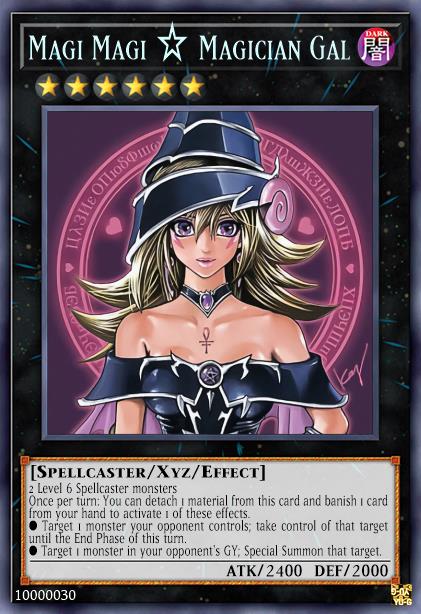 Magi Magi ☆ Magician Gal
DARK
闇
[Spellcaster/Xyz/Effect]
2 Level 6 Spellcaster monsters
Once per turn: You can detach 1 material from this card and banish 1 card
from your hand to activate 1 of these effects.
● Target 1 monster your opponent controls; take control of that target
until the End Phase of this turn.
● Target 1 monster in your opponent's GY; Special Summon that target.
ATK/2400 DEF/2000
10000030